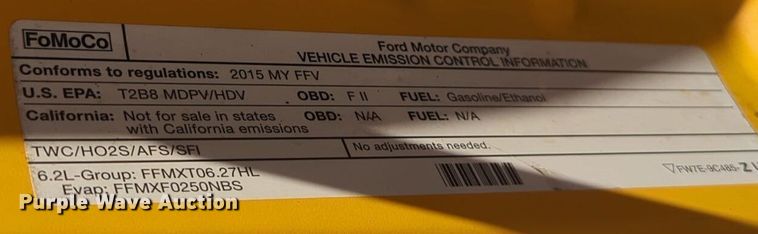 FoMoCo
Ford Motor Company
VEHICLE EMISSION CONTROL INFORMATION
Conforms to regulations: 2015 MY FFV
U.S. EPA: T2B8 MDPV/HDV OBD: F II FUEL: Gasoline/Ethanol
California: Not for sale in states with California emissions OBD: N/A FUEL: N/A
TWC/HO2S/AFS/SFI
No adjustments needed.
6.2L-Group: FFMXT06.27HL
Evap: FFMXF0250NBS
FW7E-9C485-
Purple Wave Auction